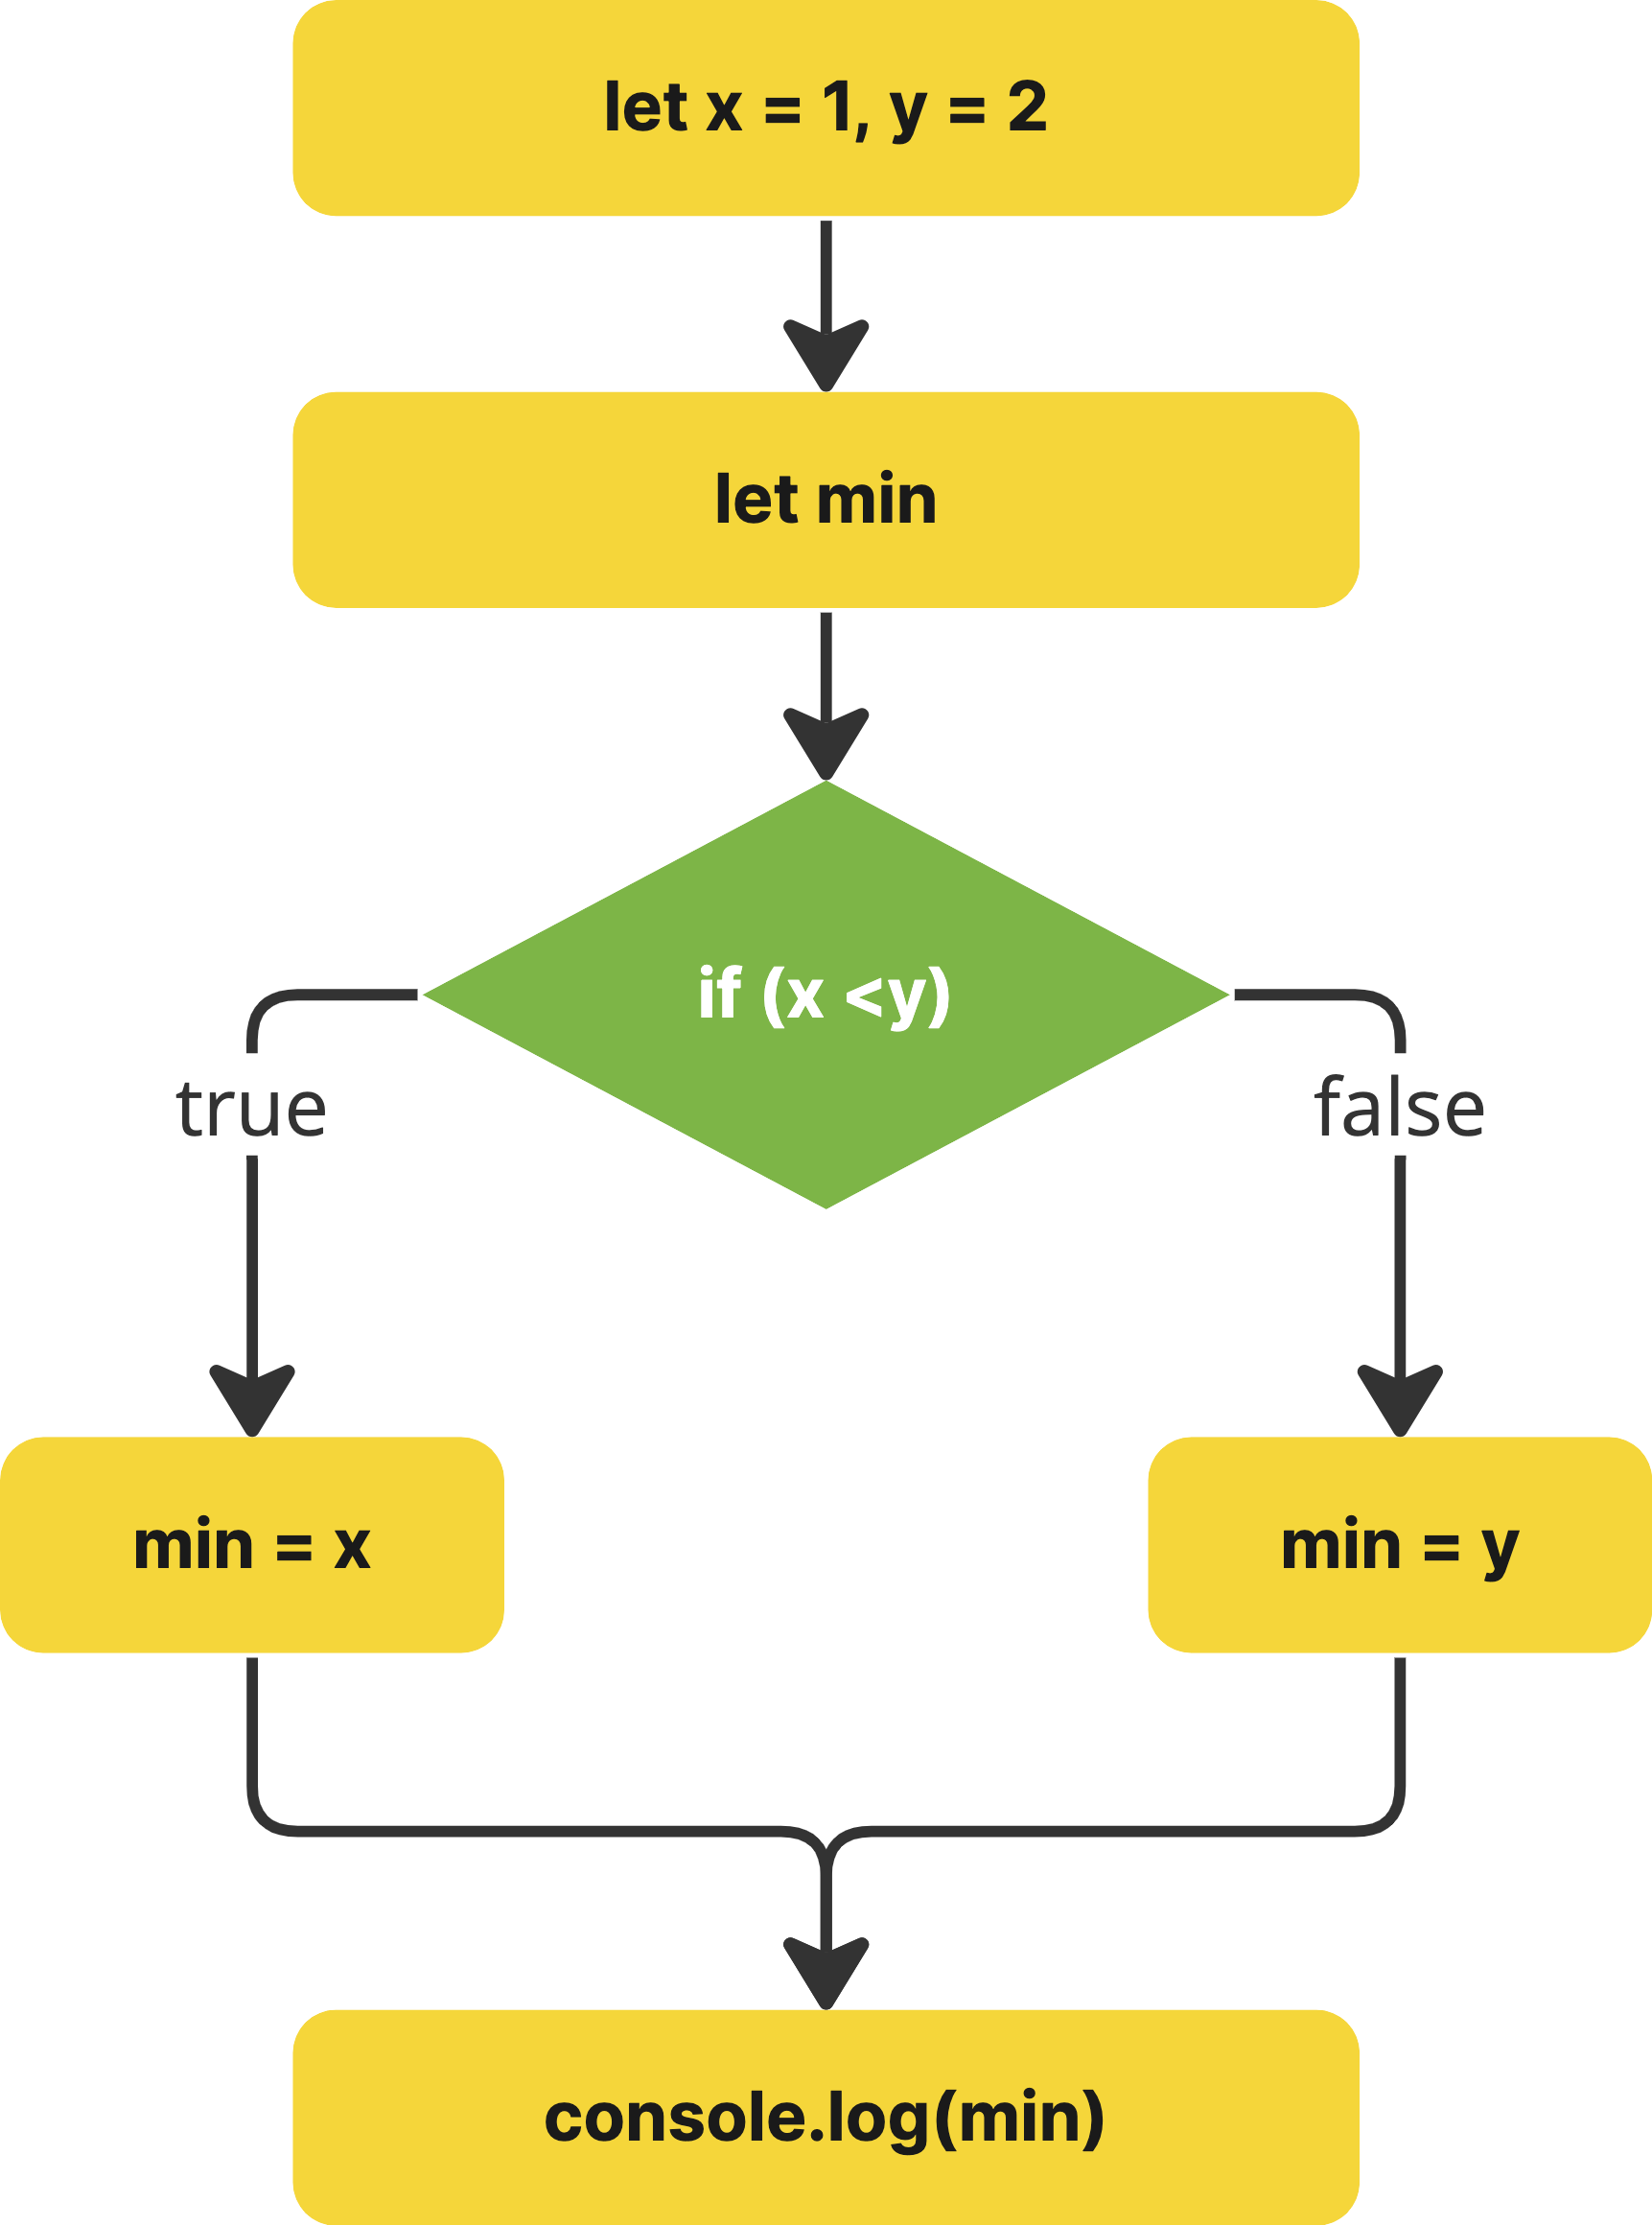 let x = 1, y = 2
let min
if (x <y)
true
false
min = x
min = y
console.log(min)